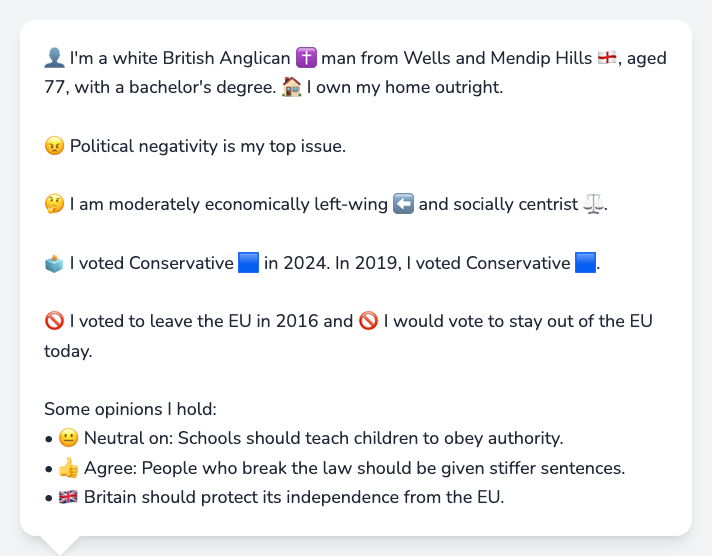 👤 I'm a white British Anglican ✝️ man from Wells and Mendip Hills 🏴󠁧󠁢󠁥󠁮󠁧󠁿, aged
77, with a bachelor's degree. 🏠 I own my home outright.
😠 Political negativity is my top issue.
🤔 I am moderately economically left-wing ⬅️ and socially centrist ⚖️.
🗳️ I voted Conservative 🟦 in 2024. In 2019, I voted Conservative 🟦.
🚫 I voted to leave the EU in 2016 and 🚫 I would vote to stay out of the EU
today.
Some opinions I hold:
• 😐 Neutral on: Schools should teach children to obey authority.
• 👍 Agree: People who break the law should be given stiffer sentences.
• 🇬🇧 Britain should protect its independence from the EU.